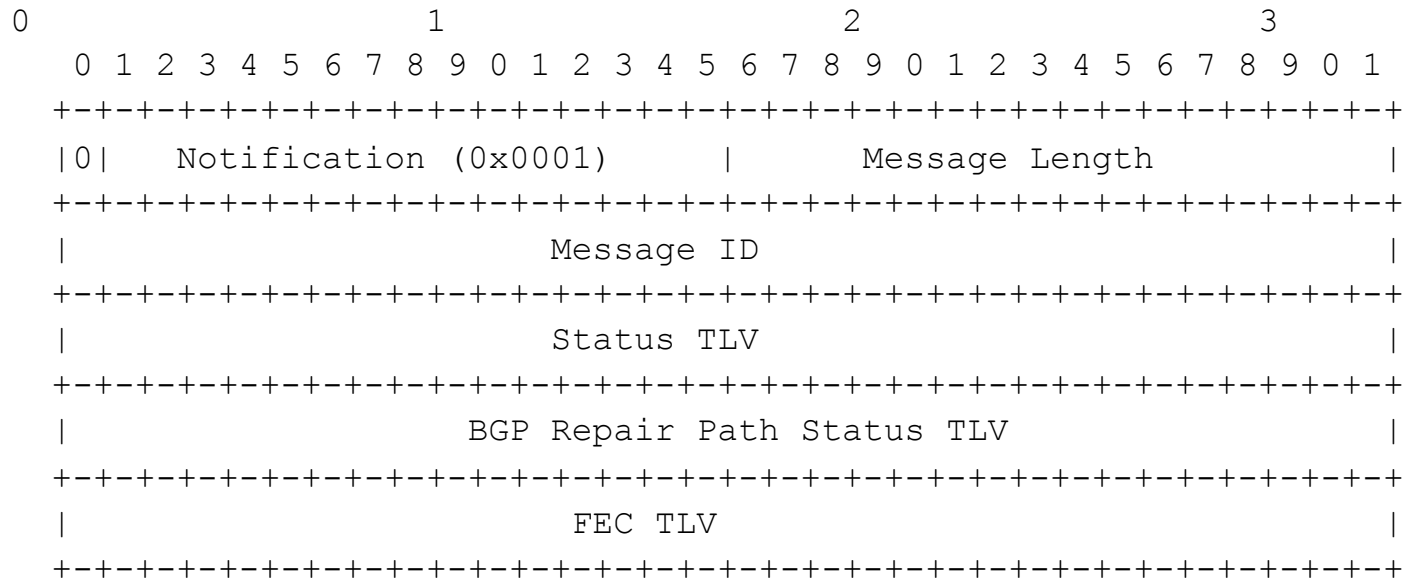 0                   1                   2                   3
 0 1 2 3 4 5 6 7 8 9 0 1 2 3 4 5 6 7 8 9 0 1 2 3 4 5 6 7 8 9 0 1
+-+-+-+-+-+-+-+-+-+-+-+-+-+-+-+-+-+-+-+-+-+-+-+-+-+-+-+-+-+-+-+-+
|0|   Notification (0x0001)     |      Message Length           |
+-+-+-+-+-+-+-+-+-+-+-+-+-+-+-+-+-+-+-+-+-+-+-+-+-+-+-+-+-+-+-+-+
|                       Message ID                              |
+-+-+-+-+-+-+-+-+-+-+-+-+-+-+-+-+-+-+-+-+-+-+-+-+-+-+-+-+-+-+-+-+
|                       Status TLV                              |
+-+-+-+-+-+-+-+-+-+-+-+-+-+-+-+-+-+-+-+-+-+-+-+-+-+-+-+-+-+-+-+-+
|                   BGP Repair Path Status TLV                  |
+-+-+-+-+-+-+-+-+-+-+-+-+-+-+-+-+-+-+-+-+-+-+-+-+-+-+-+-+-+-+-+-+
|                        FEC TLV                                |
+-+-+-+-+-+-+-+-+-+-+-+-+-+-+-+-+-+-+-+-+-+-+-+-+-+-+-+-+-+-+-+-+